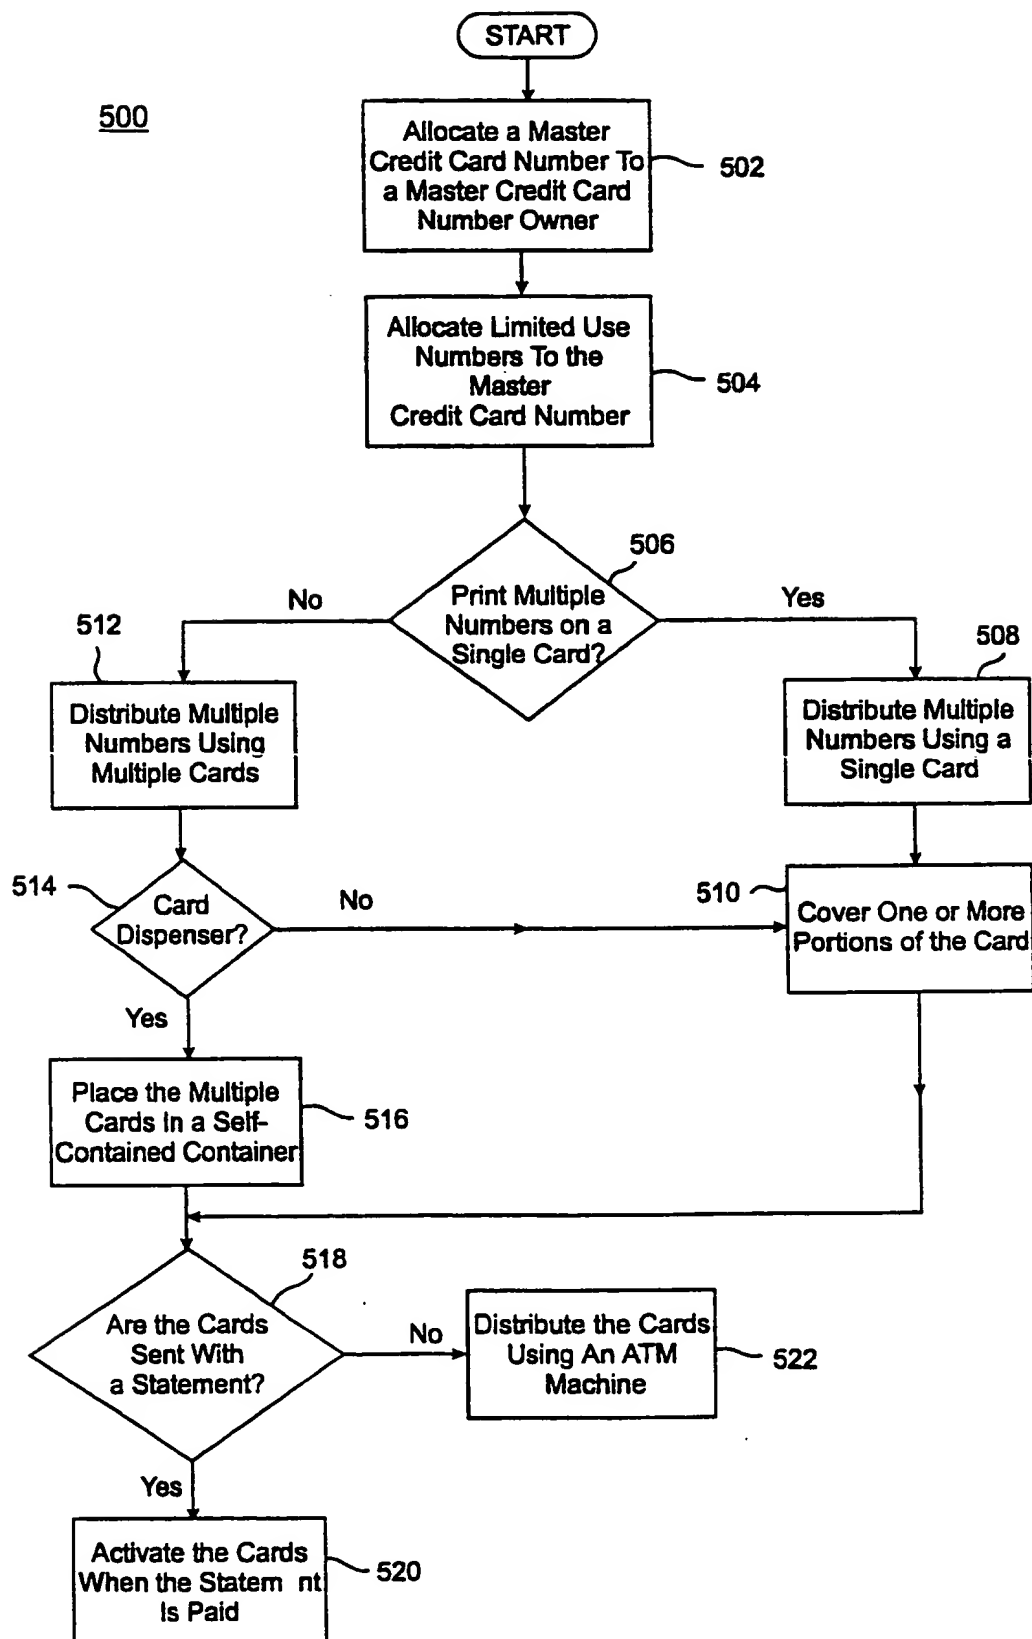 START
500
Allocate a Master
Credit Card Number To
a Master Credit Card
Number Owner
502
Allocate Limited Use
Numbers To the
Master
Credit Card Number
504
506
Print Multiple
Numbers on a
Single Card?
No
Yes
512
Distribute Multiple
Numbers Using
Multiple Cards
508
Distribute Multiple
Numbers Using a
Single Card
514
Card
Dispenser?
No
510
Cover One or More
Portions of the Card
Yes
Place the Multiple
Cards in a Self-
Contained Container
516
518
Are the Cards
Sent With
a Statement?
No
Distribute the Cards
Using An ATM
Machine
522
Yes
Activate the Cards
When the Statem nt
Is Paid
520